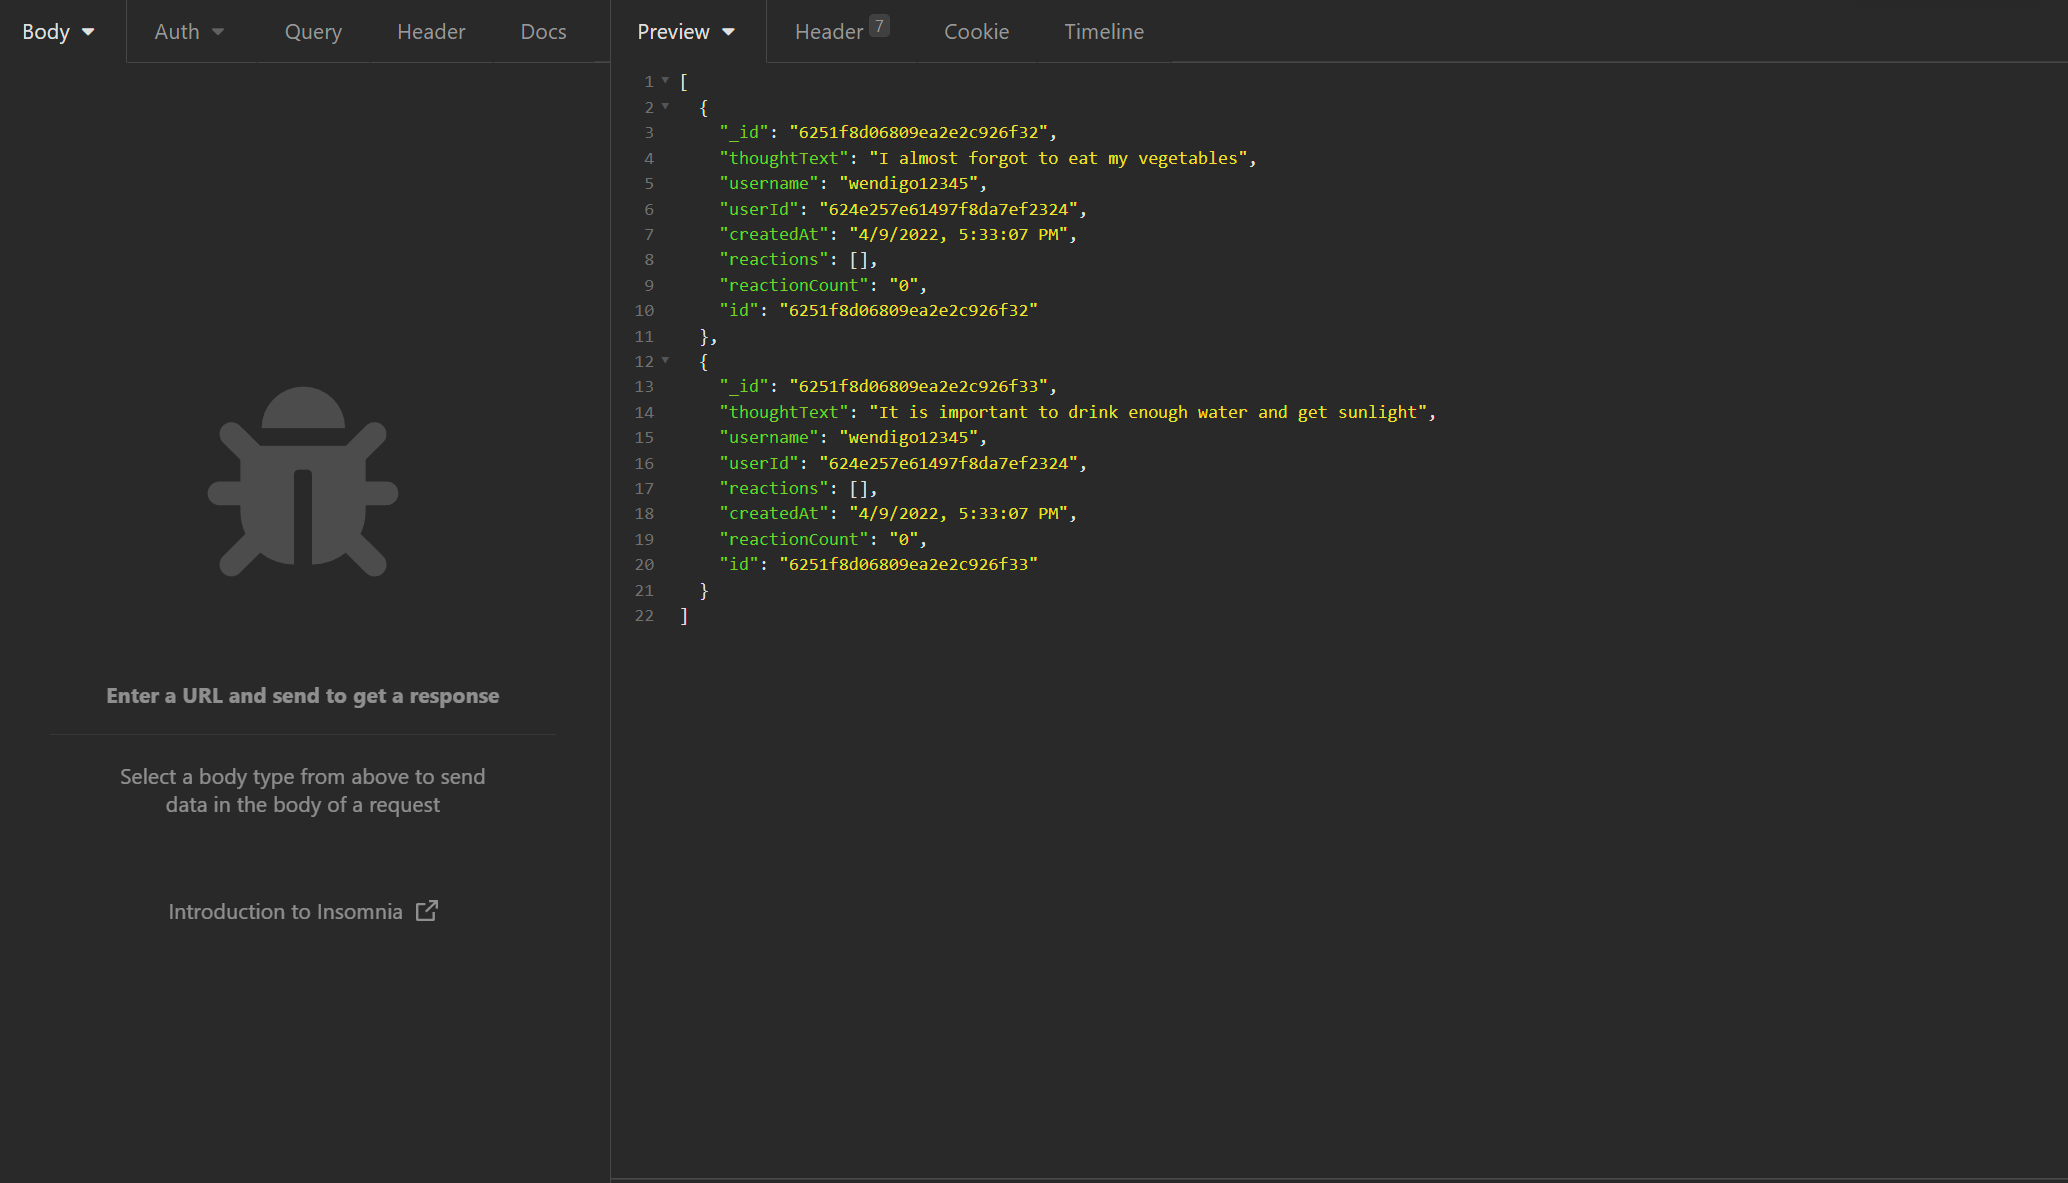 Body Auth Query Header Docs
Enter a URL and send to get a response
Select a body type from above to send
data in the body of a request
Introduction to Insomnia
Preview Header 7 Cookie Timeline
1 [
2 {
3 "_id": "6251f8d06809ea2e2c926f32",
4 "thoughtText": "I almost forgot to eat my vegetables",
5 "username": "wendigo12345",
6 "userId": "624e257e61497f8da7ef2324",
7 "createdAt": "4/9/2022, 5:33:07 PM",
8 "reactions": [],
9 "reactionCount": "0",
10 "id": "6251f8d06809ea2e2c926f32"
11 },
12 {
13 "_id": "6251f8d06809ea2e2c926f33",
14 "thoughtText": "It is important to drink enough water and get sunlight",
15 "username": "wendigo12345",
16 "userId": "624e257e61497f8da7ef2324",
17 "reactions": [],
18 "createdAt": "4/9/2022, 5:33:07 PM",
19 "reactionCount": "0",
20 "id": "6251f8d06809ea2e2c926f33"
21 }
22 ]